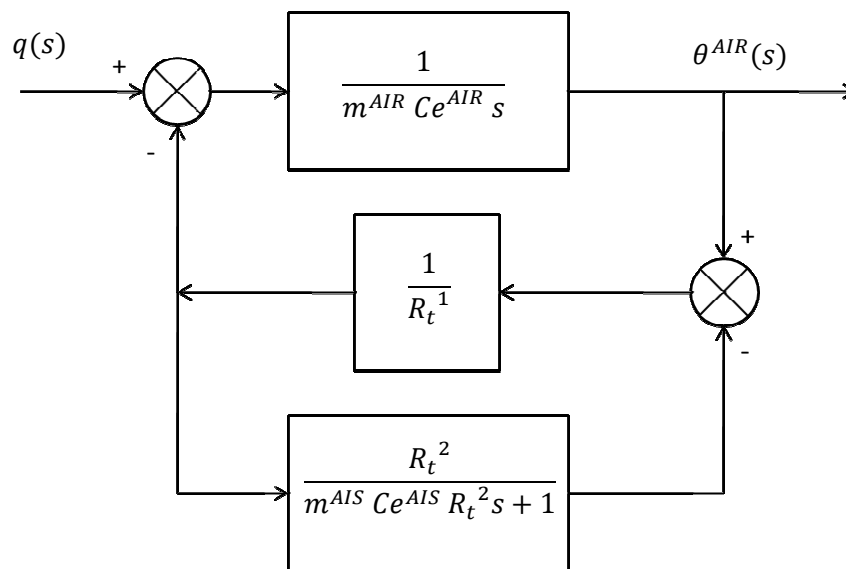 q(s)
+
-
1
m^AIR Ce^AIR s
θ^AIR(s)
1
R_t^1
+
-
R_t^2
m^AIS Ce^AIS R_t^2 s + 1